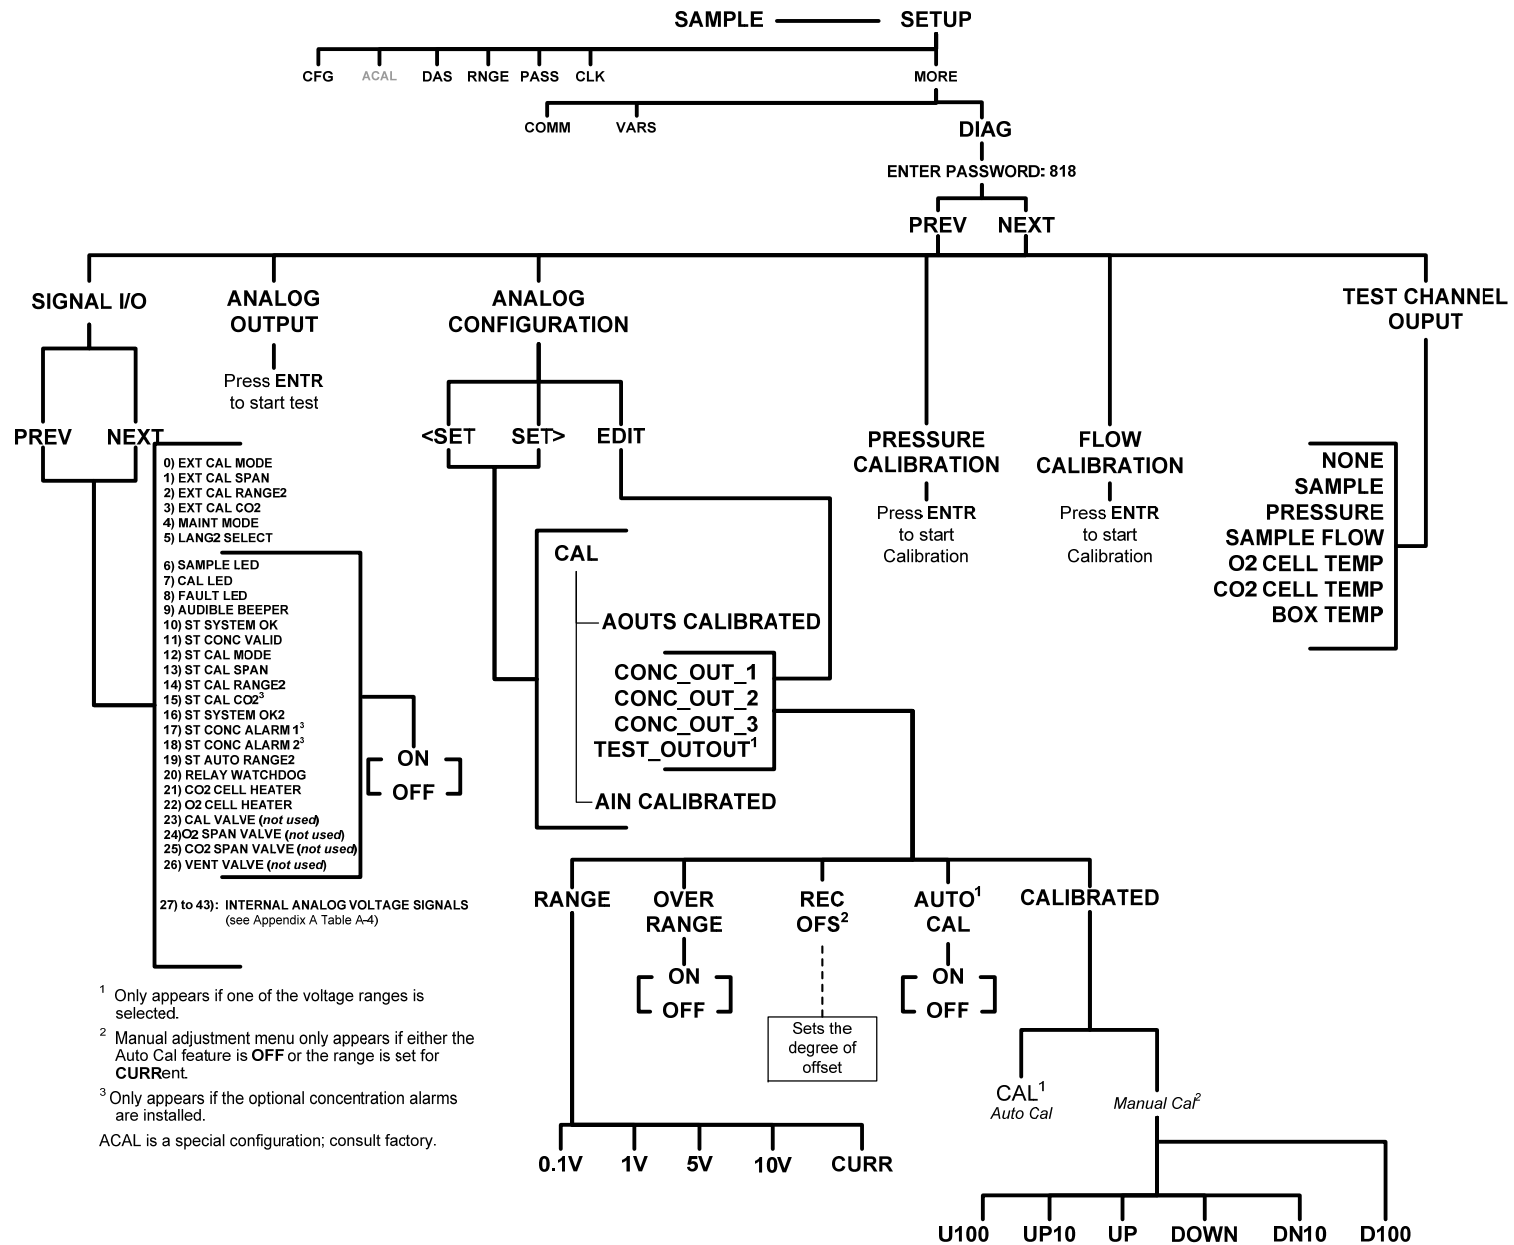 SAMPLE SETUP
CFG ACAL DAS RNGE PASS CLK MORE
COMM VARS
DIAG
ENTER PASSWORD: 818
PREV NEXT
SIGNAL I/O
PREV NEXT
0) EXT CAL MODE
1) EXT CAL SPAN
2) EXT CAL RANGE2
3) EXT CAL CO2
4) MAINT MODE
5) LANG2 SELECT
6) SAMPLE LED
7) CAL LED
8) FAULT LED
9) AUDIBLE BEEPER
10) ST SYSTEM OK
11) ST CONC VALID
12) ST CAL MODE
13) ST CAL SPAN
14) ST CAL RANGE2
15) ST CAL CO2³
16) ST SYSTEM OK2
17) ST CONC ALARM 1³
18) ST CONC ALARM 2³
19) ST AUTO RANGE2
20) RELAY WATCHDOG
21) CO2 CELL HEATER
22) O2 CELL HEATER
23) CAL VALVE (not used)
24)O2 SPAN VALVE (not used)
25) CO2 SPAN VALVE (not used)
26) VENT VALVE (not used)
ON
OFF
27) to 43): INTERNAL ANALOG VOLTAGE SIGNALS
(see Appendix A Table A-4)
ANALOG
OUTPUT
Press ENTR
to start test
ANALOG
CONFIGURATION
<SET SET> EDIT
CAL
AOUTS CALIBRATED
CONC_OUT_1
CONC_OUT_2
CONC_OUT_3
TEST_OUTOUT¹
AIN CALIBRATED
PRESSURE
CALIBRATION
Press ENTR
to start
Calibration
FLOW
CALIBRATION
Press ENTR
to start
Calibration
TEST CHANNEL
OUPUT
NONE
SAMPLE
PRESSURE
SAMPLE FLOW
O2 CELL TEMP
CO2 CELL TEMP
BOX TEMP
RANGE
0.1V 1V 5V 10V CURR
OVER
RANGE
ON
OFF
REC
OFS²
Sets the
degree of
offset
AUTO¹
CAL
ON
OFF
CALIBRATED
CAL¹
Auto Cal
Manual Cal²
U100 UP10 UP DOWN DN10 D100
¹ Only appears if one of the voltage ranges is
selected.
² Manual adjustment menu only appears if either the
Auto Cal feature is OFF or the range is set for
CURRent.
³ Only appears if the optional concentration alarms
are installed.
ACAL is a special configuration; consult factory.